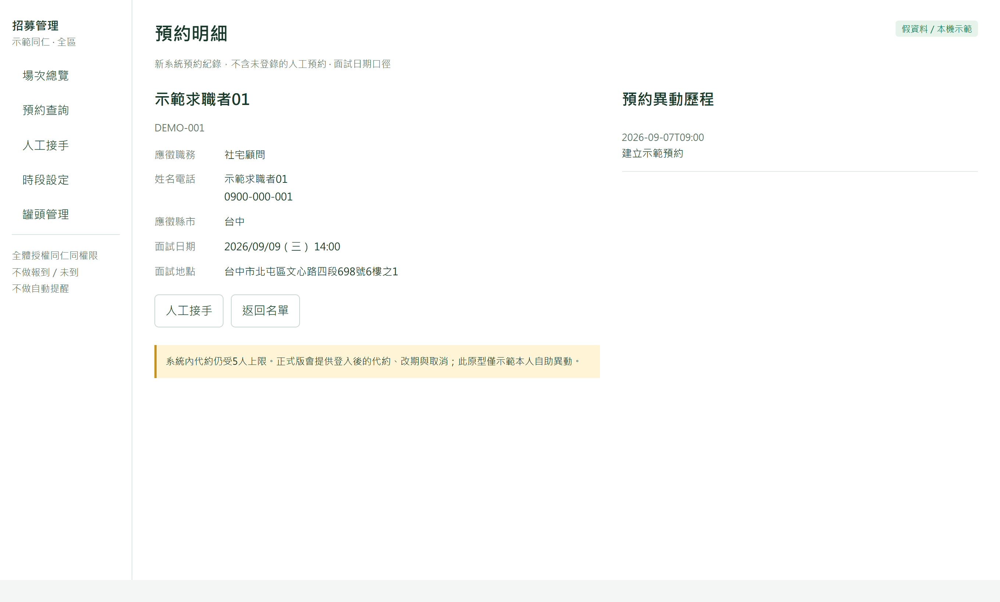 招募管理
示範同仁 · 全區
場次總覽
預約查詢
人工接手
時段設定
罐頭管理
全體授權同仁同權限
不做報到 / 未到
不做自動提醒
預約明細
假資料 / 本機示範
新系統預約紀錄，不含未登錄的人工預約 · 面試日期口徑
示範求職者01
DEMO-001
應徵職務 社宅顧問
姓名電話 示範求職者01
0900-000-001
應徵縣市 台中
面試日期 2026/09/09（三）14:00
面試地點 台中市北屯區文心路四段698號6樓之1
人工接手 返回名單
系統內代約仍受5人上限。正式版會提供登入後的代約、改期與取消；此原型僅示範本人自助異動。
預約異動歷程
2026-09-07T09:00
建立示範預約